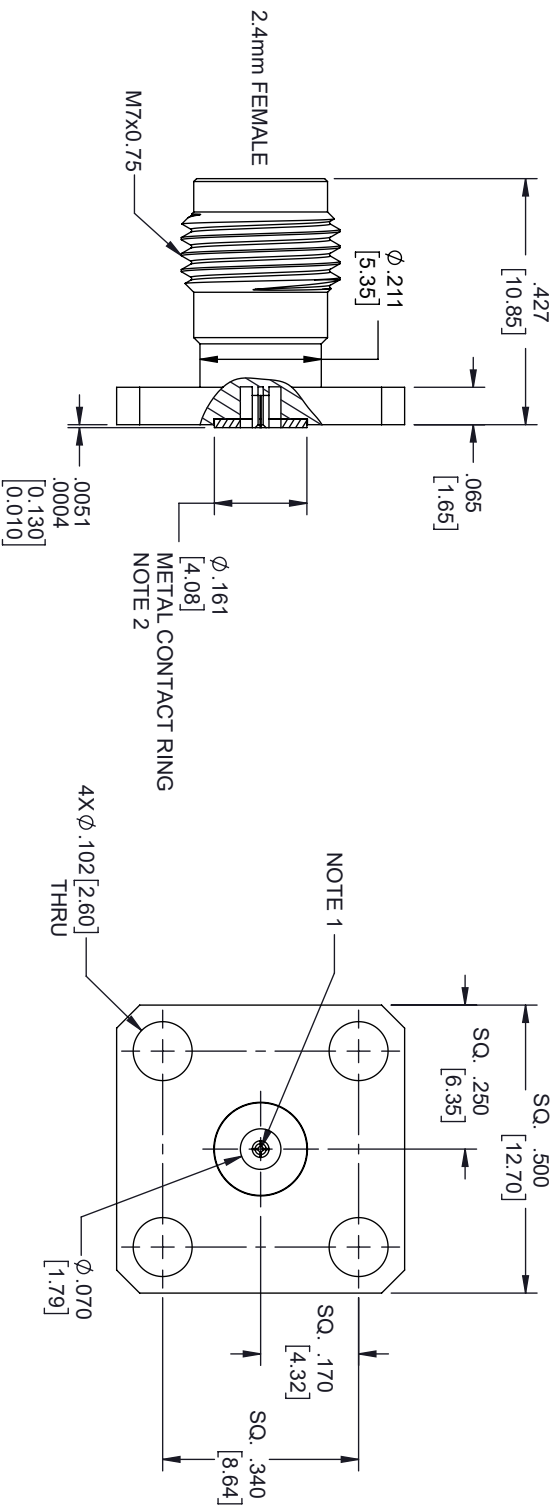 2.4mm FEMALE
M7x0.75
.427
[10.85]
Ø .211
[5.35]
.065
[1.65]
.0051
.0004
[0.130]
[0.010]
Ø .161
[4.08]
METAL CONTACT RING
NOTE 2
4X Ø .102 [2.60]
THRU
NOTE 1
SQ. .250
[6.35]
SQ. .500
[12.70]
Ø .070
[1.79]
SQ. .170
[4.32]
SQ. .340
[8.64]